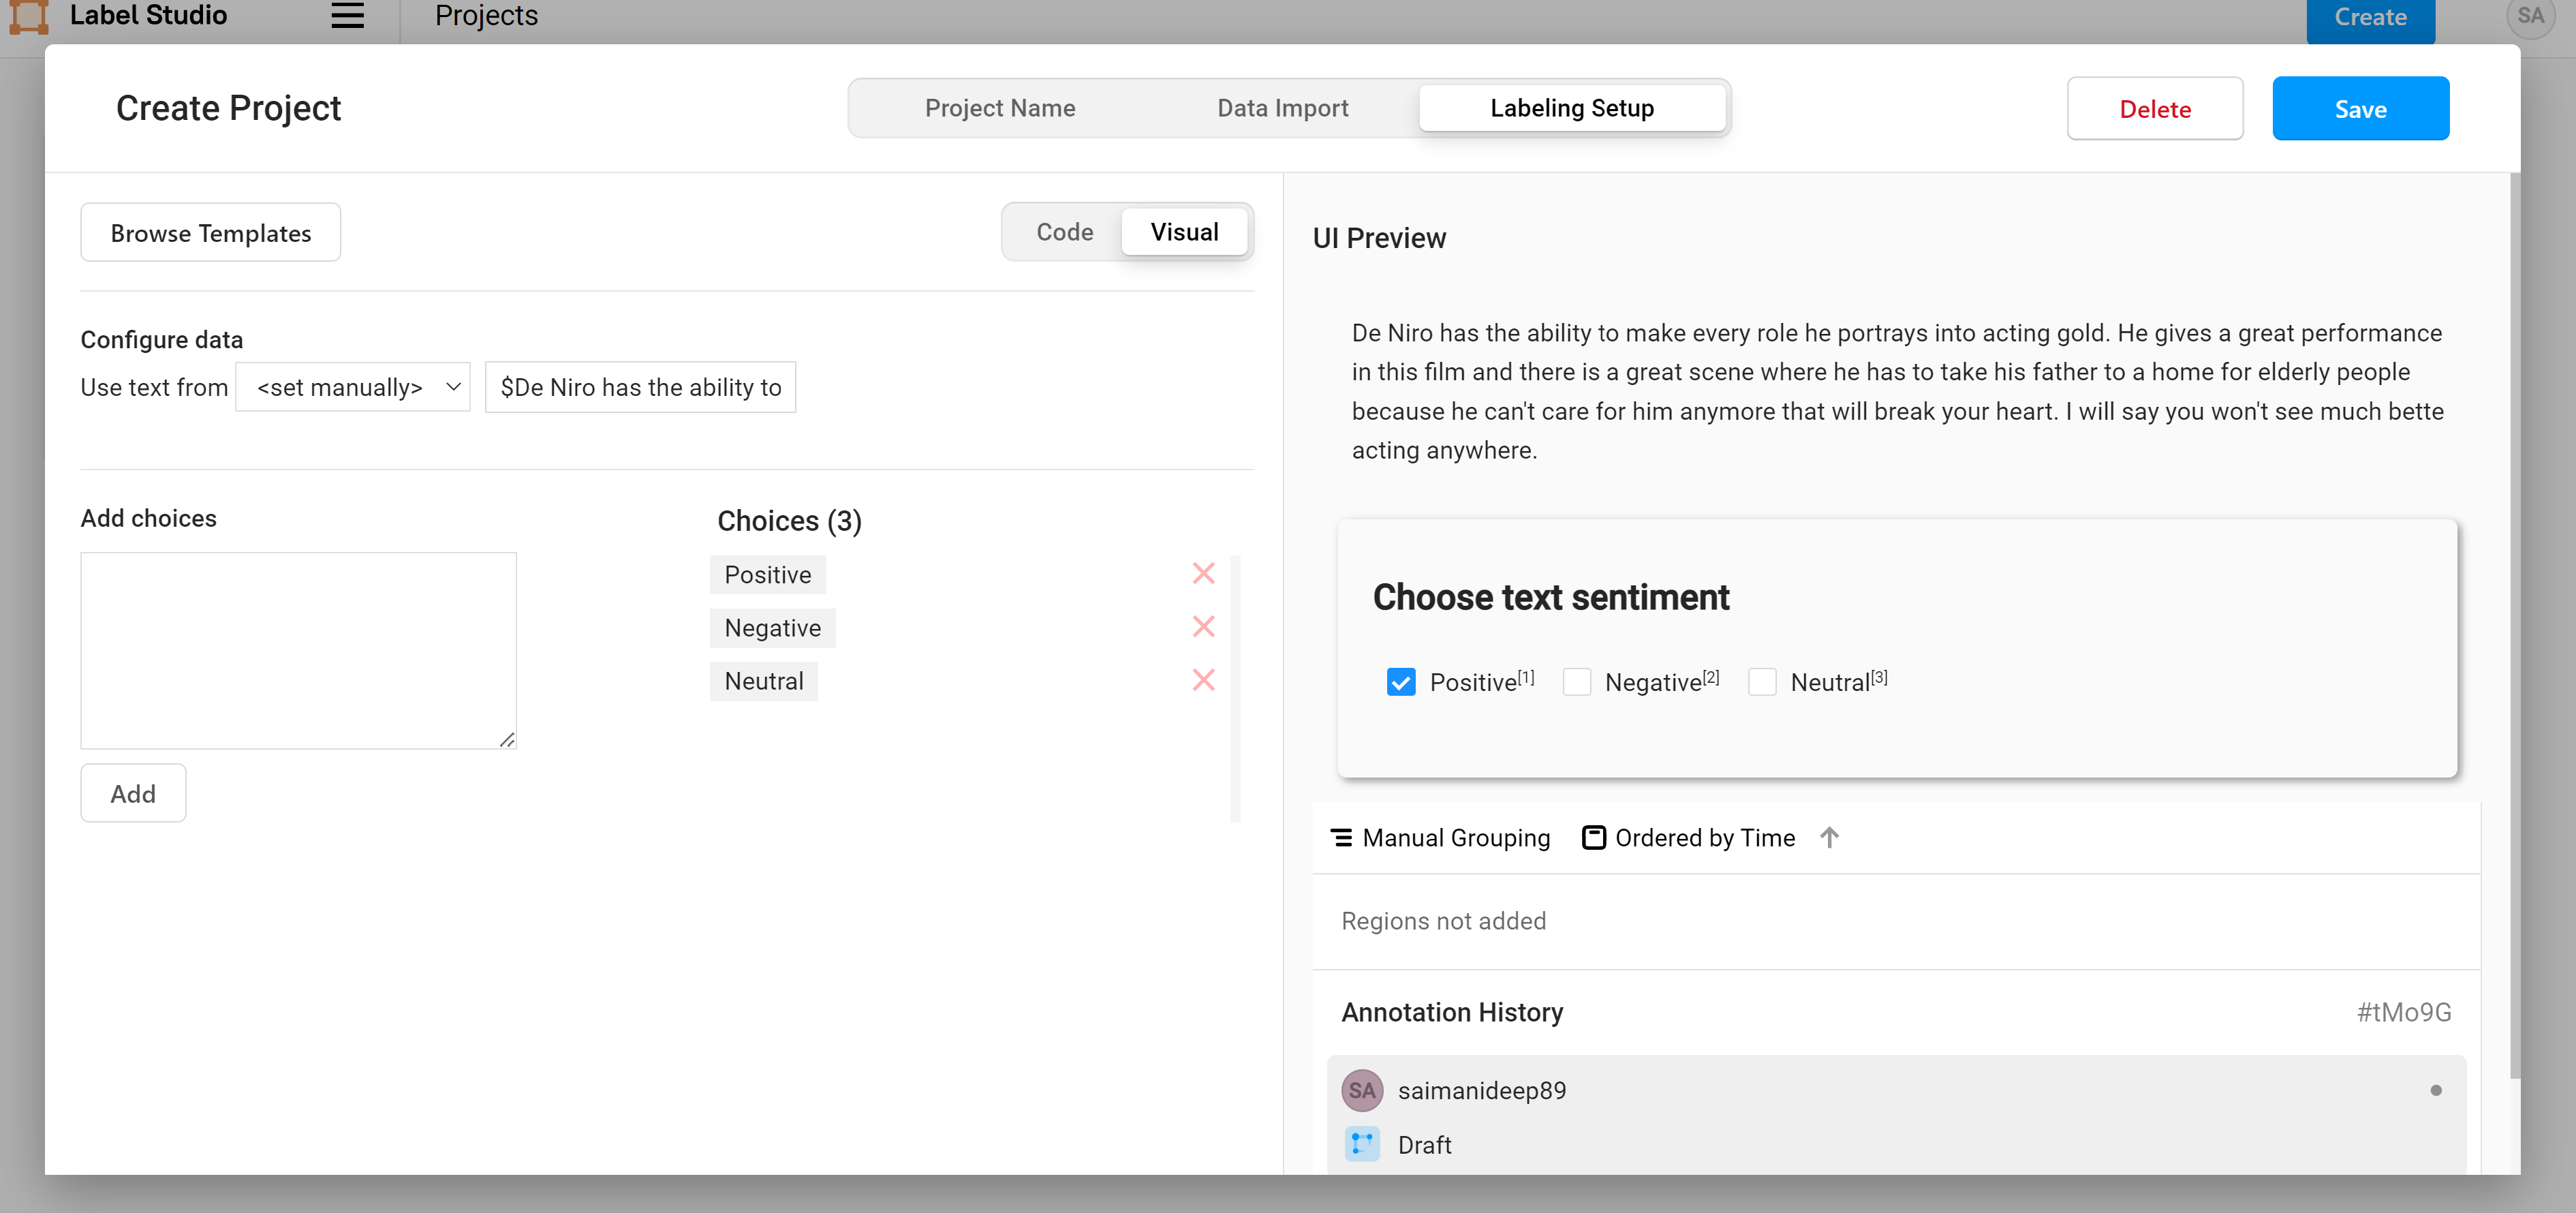 Label Studio
Projects
Create
SA
Create Project
Project Name
Data Import
Labeling Setup
Delete
Save
Browse Templates
Code
Visual
Configure data
Use text from
<set manually>
$De Niro has the ability to
Add choices
Add
Choices (3)
Positive
Negative
Neutral
UI Preview
De Niro has the ability to make every role he portrays into acting gold. He gives a great performance
in this film and there is a great scene where he has to take his father to a home for elderly people
because he can't care for him anymore that will break your heart. I will say you won't see much bette
acting anywhere.
Choose text sentiment
Positive[1]
Negative[2]
Neutral[3]
Manual Grouping
Ordered by Time
Regions not added
Annotation History
#tMo9G
SA
saimanideep89
Draft